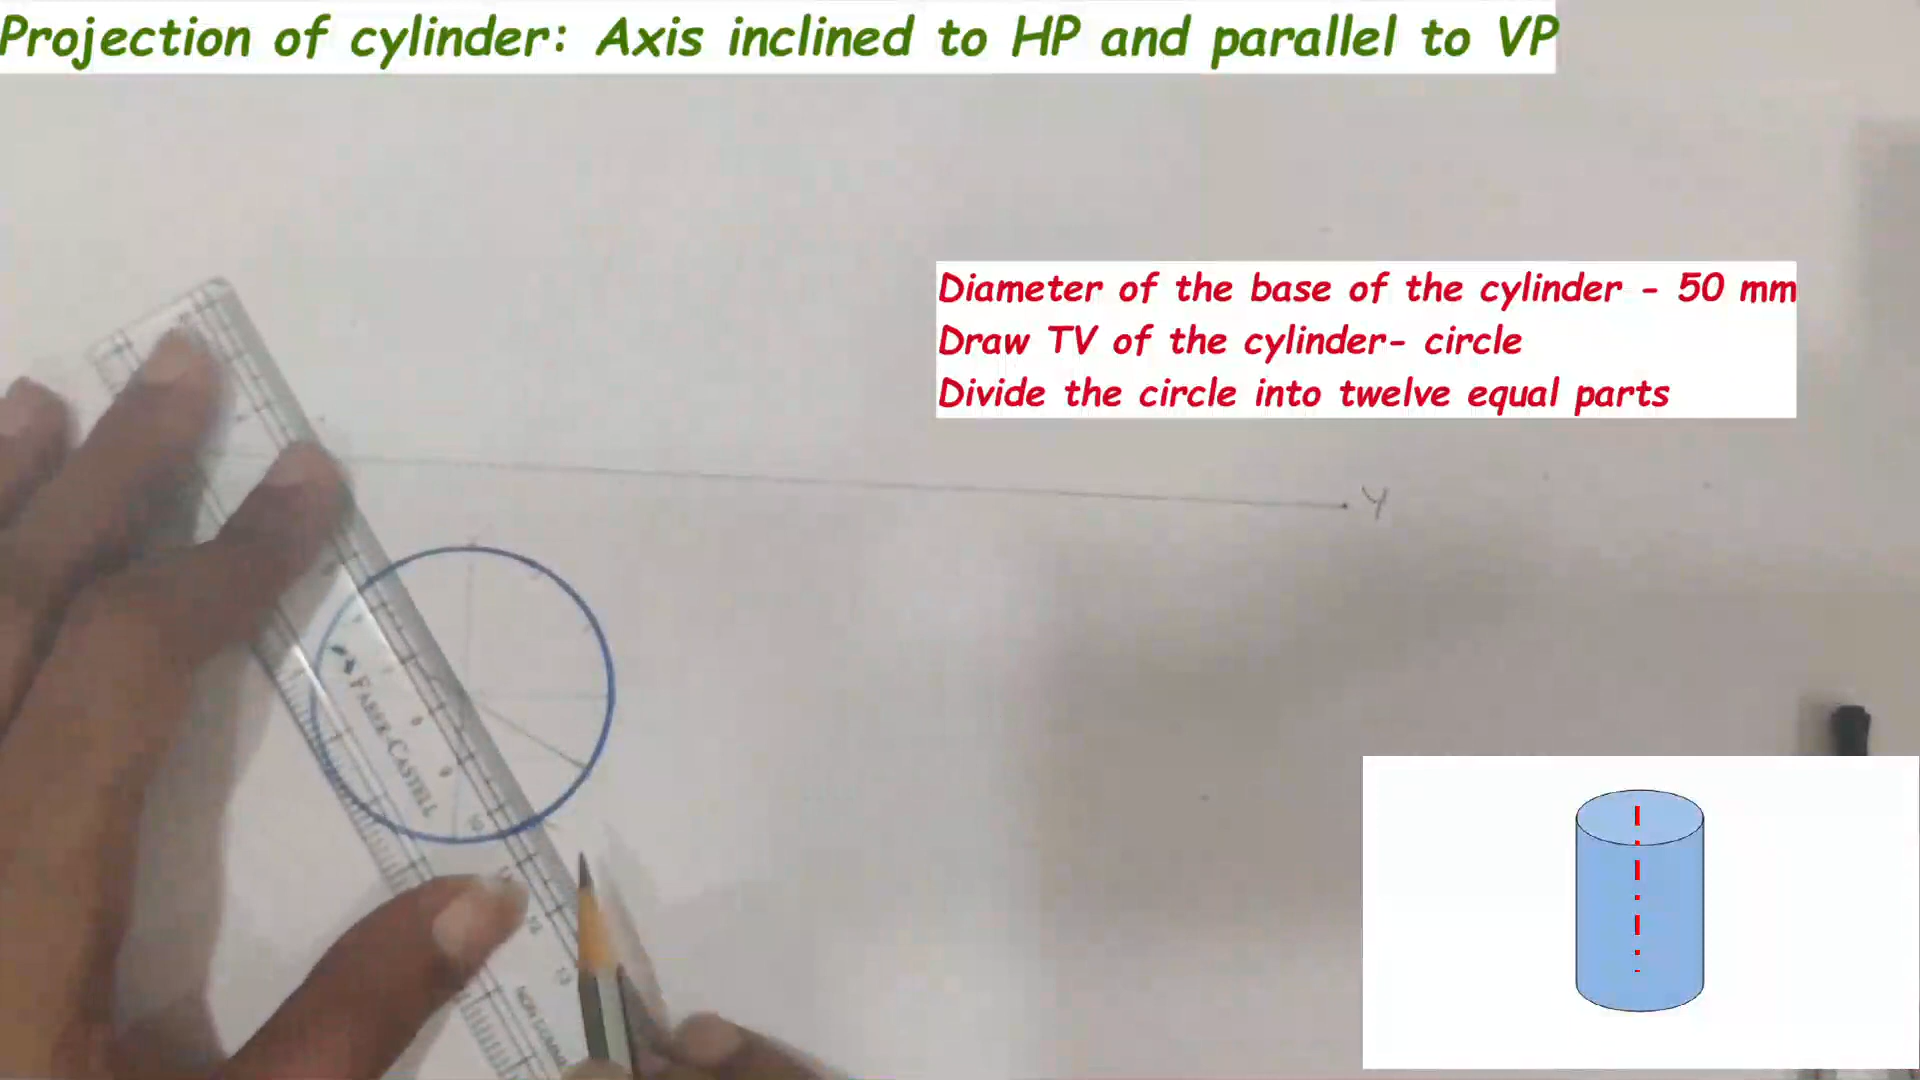 Projection of cylinder: Axis inclined to HP and parallel to VP
Diameter of the base of the cylinder - 50 mm
Draw TV of the cylinder- circle
Divide the circle into twelve equal parts
Y
FABER-CASTELL